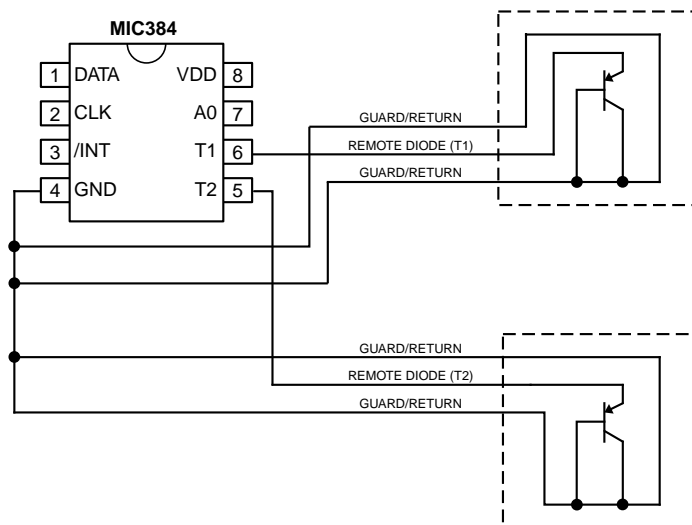 MIC384
1 DATA VDD 8
2 CLK A0 7
3 /INT T1 6
4 GND T2 5
GUARD/RETURN
REMOTE DIODE (T1)
GUARD/RETURN
GUARD/RETURN
REMOTE DIODE (T2)
GUARD/RETURN